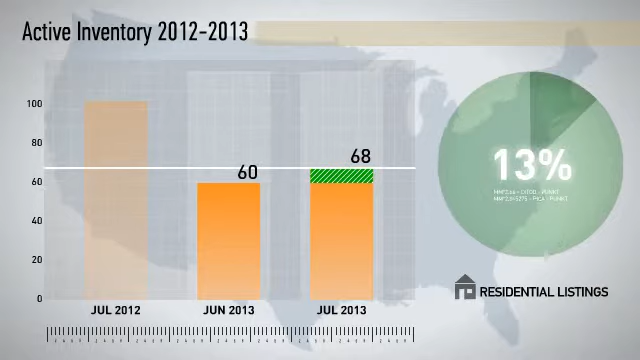 Active Inventory 2012-2013
100
80
60
40
20
0
60
68
JUL 2012
JUN 2013
JUL 2013
13%
RESIDENTIAL LISTINGS